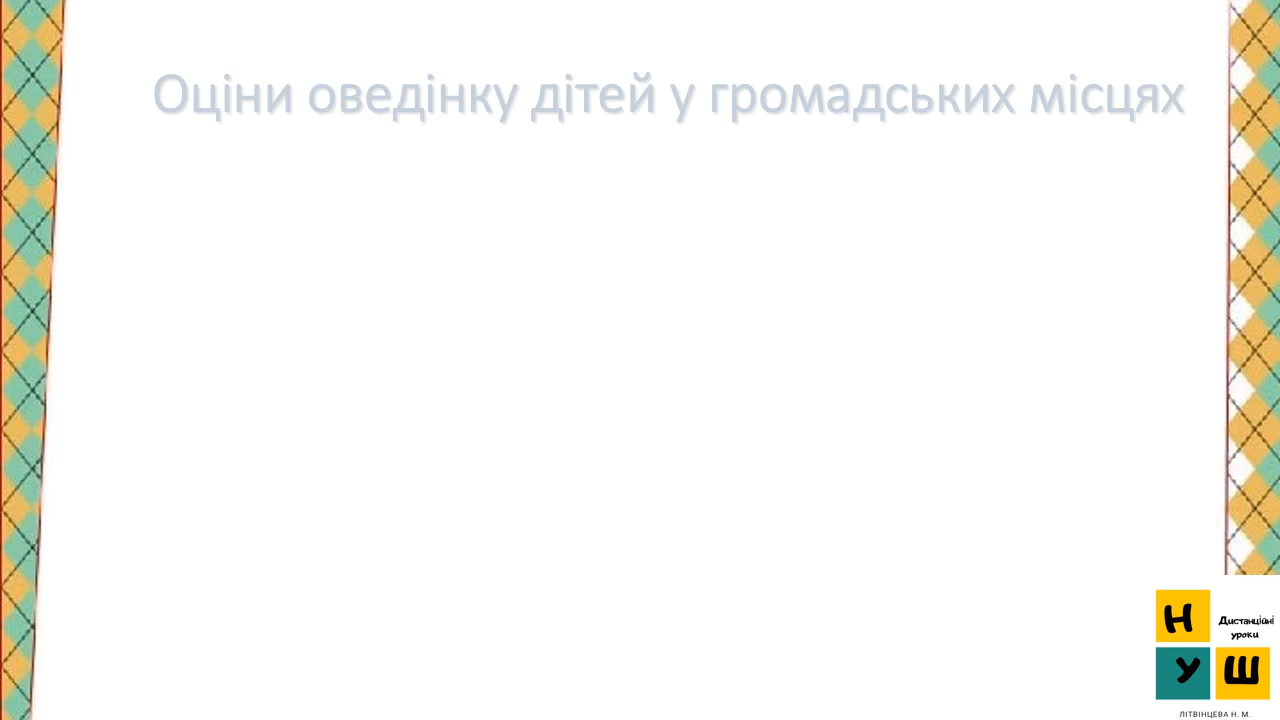 Оціни оведінку дітей у громадських місцях
Н
Дистанційні
уроки
У Ш
ЛІТВІНЦЕВА Н. М.